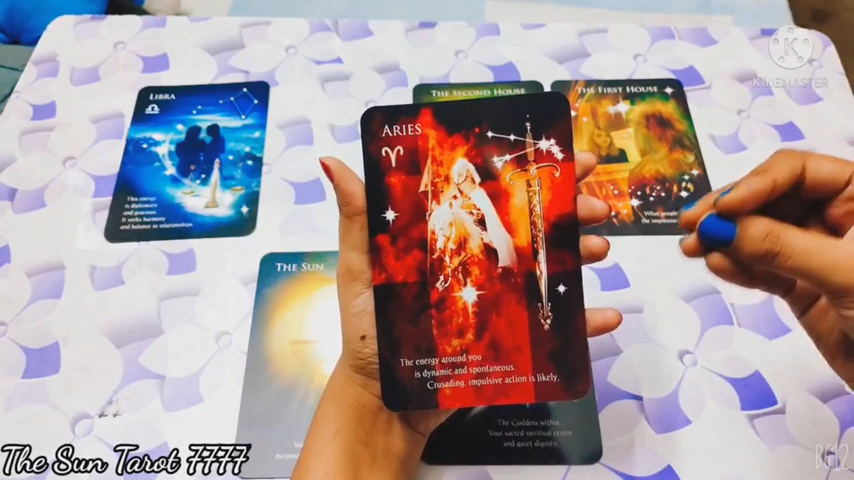 KINEMASTER
LIBRA
THE SECOND HOUSE
THE FIRST HOUSE
ARIES
This energy
is diplomatic
and gracious.
It seeks harmony
and balance in relationships.
What people
the impression
THE SUN
The energy around you
is dynamic and spontaneous.
Crusading, impulsive action is likely.
The Goddess within.
Your sacred spiritual centre
and quiet dignity.
The Sun Tarot 7777
B612